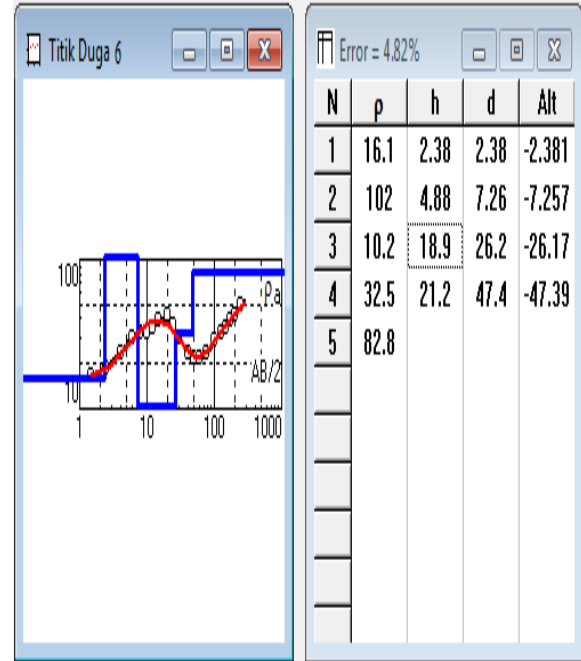 Titik Duga 6
100
Pa
AB/2
10
1 10 100 1000
Error = 4.82%
N ρ h d Alt
1 16.1 2.38 2.38 -2.381
2 102 4.88 7.26 -7.257
3 10.2 18.9 26.2 -26.17
4 32.5 21.2 47.4 -47.39
5 82.8